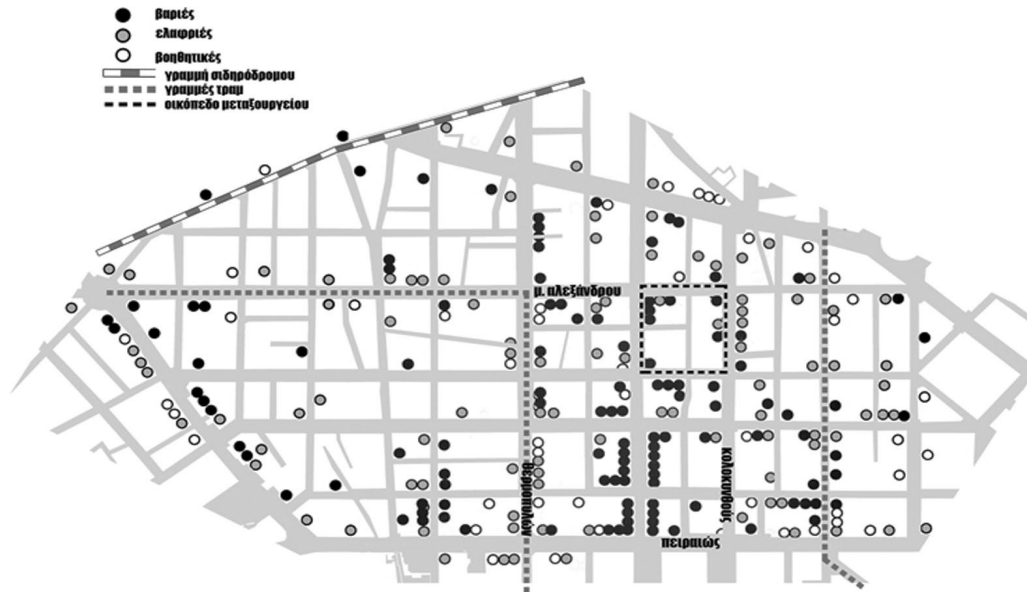 βαριές
ελαφριές
βοηθητικές
γραμμή σιδηρόδρομου
γραμμές τραμ
οικόπεδο μεταξουργείου
μ. αλεξάνδρου
θερμοπυλών
κολοκυνθούς
πειραιώς